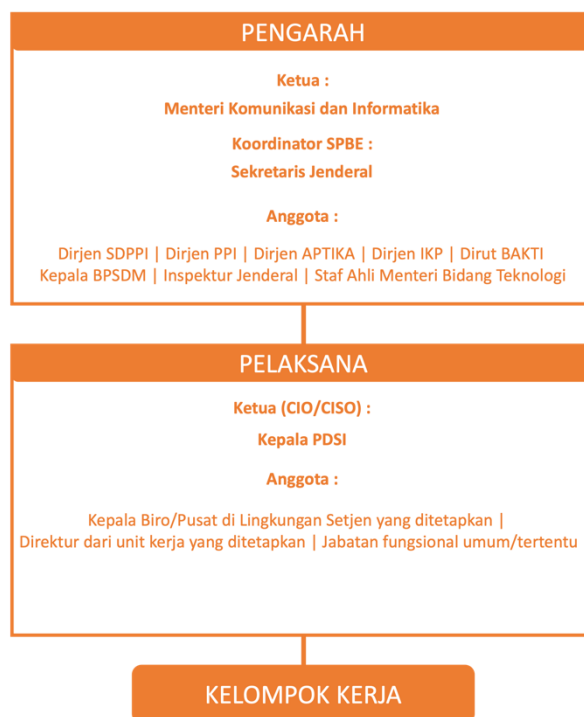 PENGARAH
Ketua :
Menteri Komunikasi dan Informatika
Koordinator SPBE :
Sekretaris Jenderal
Anggota :
Dirjen SDPPI | Dirjen PPI | Dirjen APTIKA | Dirjen IKP | Dirut BAKTI
Kepala BPSDM | Inspektur Jenderal | Staf Ahli Menteri Bidang Teknologi
PELAKSANA
Ketua (CIO/CISO) :
Kepala PDSI
Anggota :
Kepala Biro/Pusat di Lingkungan Setjen yang ditetapkan |
Direktur dari unit kerja yang ditetapkan | Jabatan fungsional umum/tertentu
KELOMPOK KERJA